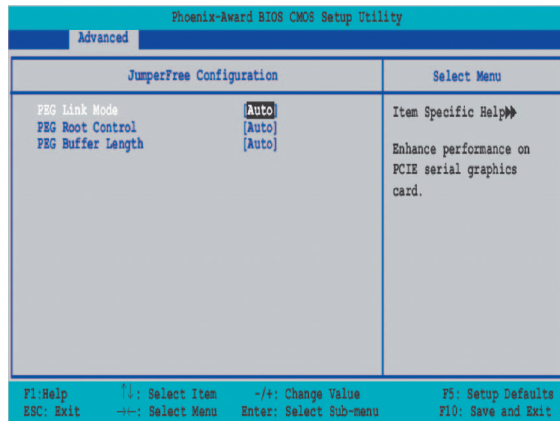 Phoenix-Award BIOS CMOS Setup Utility
Advanced
JumperFree Configuration
Select Menu
PEG Link Mode [Auto]
PEG Root Control [Auto]
PEG Buffer Length [Auto]
Item Specific Help▶▶
Enhance performance on
PCIE serial graphics
card.
F1:Help ↑↓: Select Item -/+: Change Value F5: Setup Defaults
ESC: Exit →←: Select Menu Enter: Select Sub-menu F10: Save and Exit